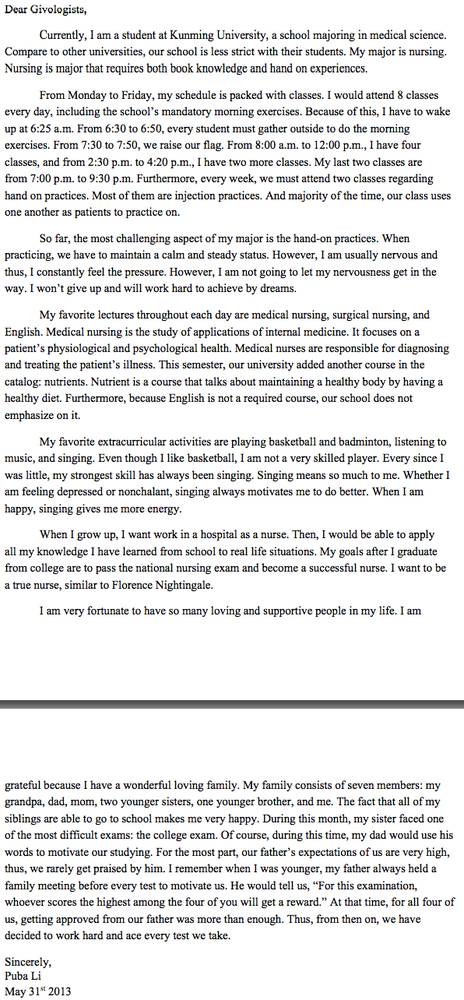 Dear Givologists,
Currently, I am a student at Kunming University, a school majoring in medical science.
Compare to other universities, our school is less strict with their students. My major is nursing.
Nursing is major that requires both book knowledge and hand on experiences.
From Monday to Friday, my schedule is packed with classes. I would attend 8 classes
every day, including the school's mandatory morning exercises. Because of this, I have to wake
up at 6:25 a.m. From 6:30 to 6:50, every student must gather outside to do the morning
exercises. From 7:30 to 7:50, we raise our flag. From 8:00 a.m. to 12:00 p.m., I have four
classes, and from 2:30 p.m. to 4:20 p.m., I have two more classes. My last two classes are
from 7:00 p.m. to 9:30 p.m. Furthermore, every week, we must attend two classes regarding
hand on practices. Most of them are injection practices. And majority of the time, our class uses
one another as patients to practice on.
So far, the most challenging aspect of my major is the hand-on practices. When
practicing, we have to maintain a calm and steady status. However, I am usually nervous and
thus, I constantly feel the pressure. However, I am not going to let my nervousness get in the
way. I won't give up and will work hard to achieve by dreams.
My favorite lectures throughout each day are medical nursing, surgical nursing, and
English. Medical nursing is the study of applications of internal medicine. It focuses on a
patient's physiological and psychological health. Medical nurses are responsible for diagnosing
and treating the patient's illness. This semester, our university added another course in the
catalog: nutrients. Nutrient is a course that talks about maintaining a healthy body by having a
healthy diet. Furthermore, because English is not a required course, our school does not
emphasize on it.
My favorite extracurricular activities are playing basketball and badminton, listening to
music, and singing. Even though I like basketball, I am not a very skilled player. Every since I
was little, my strongest skill has always been singing. Singing means so much to me. Whether I
am feeling depressed or nonchalant, singing always motivates me to do better. When I am
happy, singing gives me more energy.
When I grow up, I want work in a hospital as a nurse. Then, I would be able to apply
all my knowledge I have learned from school to real life situations. My goals after I graduate
from college are to pass the national nursing exam and become a successful nurse. I want to be
a true nurse, similar to Florence Nightingale.
I am very fortunate to have so many loving and supportive people in my life. I am
grateful because I have a wonderful loving family. My family consists of seven members: my
grandpa, dad, mom, two younger sisters, one younger brother, and me. The fact that all of my
siblings are able to go to school makes me very happy. During this month, my sister faced one
of the most difficult exams: the college exam. Of course, during this time, my dad would use his
words to motivate our studying. For the most part, our father's expectations of us are very high,
thus, we rarely get praised by him. I remember when I was younger, my father always held a
family meeting before every test to motivate us. He would tell us, “For this examination,
whoever scores the highest among the four of you will get a reward.” At that time, for all four of
us, getting approved from our father was more than enough. Thus, from then on, we have
decided to work hard and ace every test we take.
Sincerely,
Puba Li
May 31st 2013